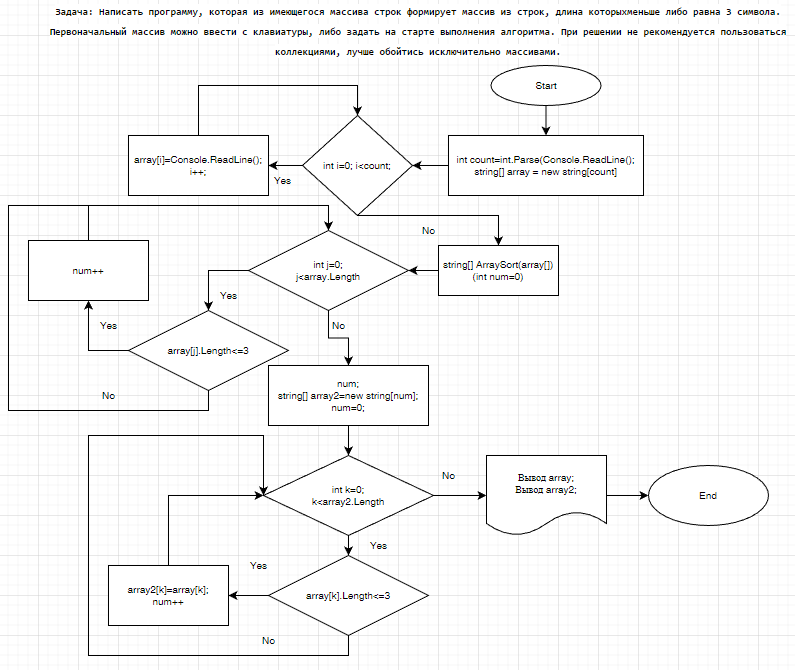 Задача: Написать программу, которая из имеющегося массива строк формирует массив из строк, длина которыхменьше либо равна 3 символа.
Первоначальный массив можно ввести с клавиатуры, либо задать на старте выполнения алгоритма. При решении не рекомендуется пользоваться
коллекциями, лучше обойтись исключительно массивами.
Start
array[i]=Console.ReadLine();
i++;
Yes
int i=0; i<count;
int count=int.Parse(Console.ReadLine();
string[] array = new string[count]
No
num++
int j=0;
j<array.Length
string[] ArraySort(array[])
(int num=0)
Yes
Yes
No
array[j].Length<=3
No
num;
string[] array2=new string[num];
num=0;
int k=0;
k<array2.Length
No
Вывод array;
Вывод array2;
End
Yes
Yes
array2[k]=array[k];
num++
array[k].Length<=3
No